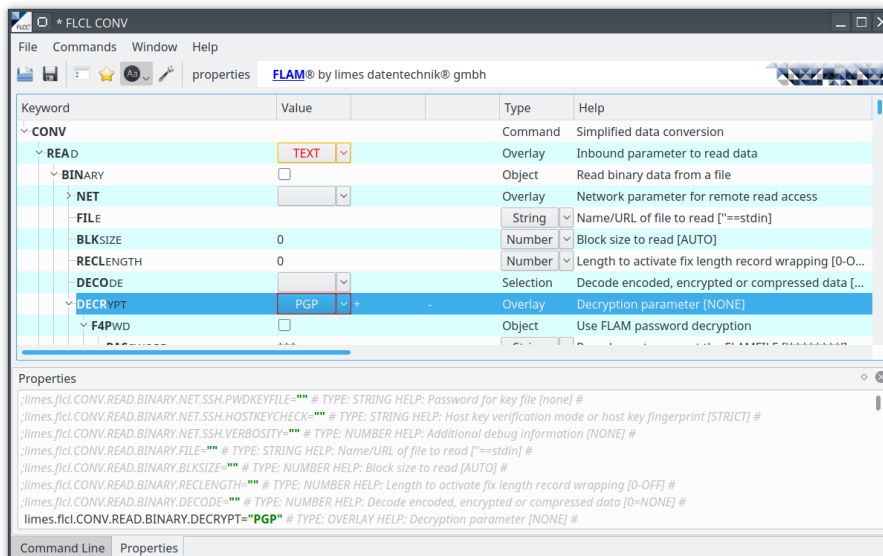 * FLCL CONV
File Commands Window Help
Aa properties FLAM® by limes datentechnik® gmbh
Keyword Value Type Help
CONV Command Simplified data conversion
READ TEXT Overlay Inbound parameter to read data
BINARY Object Read binary data from a file
NET Overlay Network parameter for remote read access
FILE String Name/URL of file to read [''==stdin]
BLKSIZE 0 Number Block size to read [AUTO]
RECLENGTH 0 Number Length to activate fix length record wrapping [0-O...
DECODE Selection Decode encoded, encrypted or compressed data [...
DECRYPT PGP + - Overlay Decryption parameter [NONE]
F4PWD Object Use FLAM password decryption
Properties
;limes.flcl.CONV.READ.BINARY.NET.SSH.PWDKEYFILE="" # TYPE: STRING HELP: Password for key file [none] #
;limes.flcl.CONV.READ.BINARY.NET.SSH.HOSTKEYCHECK="" # TYPE: STRING HELP: Host key verification mode or host key fingerprint [STRICT] #
;limes.flcl.CONV.READ.BINARY.NET.SSH.VERBOSITY="" # TYPE: NUMBER HELP: Additional debug information [NONE] #
;limes.flcl.CONV.READ.BINARY.FILE="" # TYPE: STRING HELP: Name/URL of file to read [''==stdin] #
;limes.flcl.CONV.READ.BINARY.BLKSIZE="" # TYPE: NUMBER HELP: Block size to read [AUTO] #
;limes.flcl.CONV.READ.BINARY.RECLENGTH="" # TYPE: NUMBER HELP: Length to activate fix length record wrapping [0-OFF] #
;limes.flcl.CONV.READ.BINARY.DECODE="" # TYPE: NUMBER HELP: Decode encoded, encrypted or compressed data [0=NONE] #
limes.flcl.CONV.READ.BINARY.DECRYPT="PGP" # TYPE: OVERLAY HELP: Decryption parameter [NONE] #
Command Line Properties